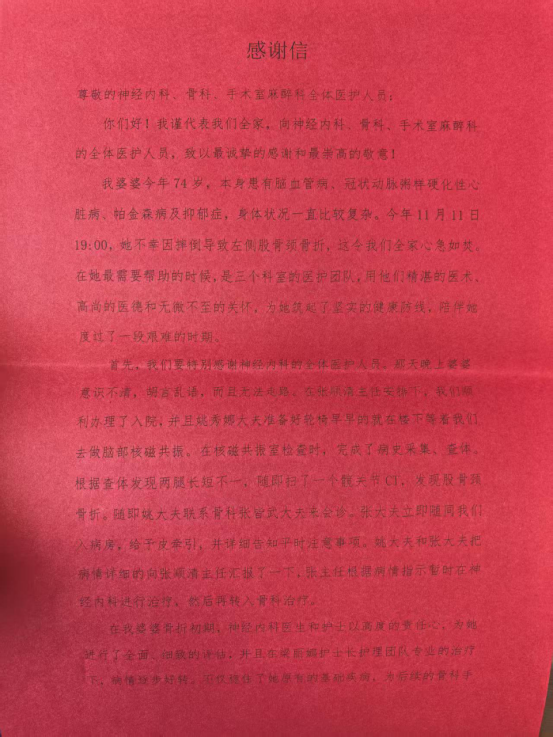 感谢信
尊敬的神经内科、骨科、手术室麻醉科全体医护人员：
你们好！我谨代表我们全家，向神经内科、骨科、手术室麻醉科
的全体医护人员，致以最诚挚的感谢和最崇高的敬意！
我婆婆今年 74 岁，本身患有脑血管病、冠状动脉粥样硬化性心
脏病、帕金森病及抑郁症，身体状况一直比较复杂。今年 11 月 11 日
19:00，她不幸因摔倒导致左侧股骨颈骨折，这令我们全家心急如焚。
在她最需要帮助的时候，是三个科室的医护团队，用他们精湛的医术、
高尚的医德和无微不至的关怀，为她筑起了坚实的健康防线，陪伴她
度过了一段艰难的时期。
首先，我们要特别感谢神经内科的全体医护人员。那天晚上婆婆
意识不清，胡言乱语，而且无法走路。在张顺清主任安排下，我们顺
利办理了入院，并且姚秀娜大夫准备好轮椅早早的就在楼下等着我们
去做脑部核磁共振。在核磁共振室检查时，完成了病史采集、查体。
根据查体发现两腿长短不一，随即扫了一个髋关节 CT，发现股骨颈
骨折。随即姚大夫联系骨科张 大夫来会诊。张大夫立即随同我们
入病房，给予皮牵引，并详细告知了相关注意事项。姚大夫和张大夫把
病情详细的向张顺清主任汇报了一下，张主任根据病情指示暂时在神
经内科进行治疗，然后再转入骨科治疗。
在我婆婆骨折初期，神经内科医生和护士以高度的责任心，为她
进行了全面、细致的评估，并且在 护士长护理团队专业的治疗
下，病情逐步好转。不仅稳住了她原有的基础疾病，为后续的骨科手